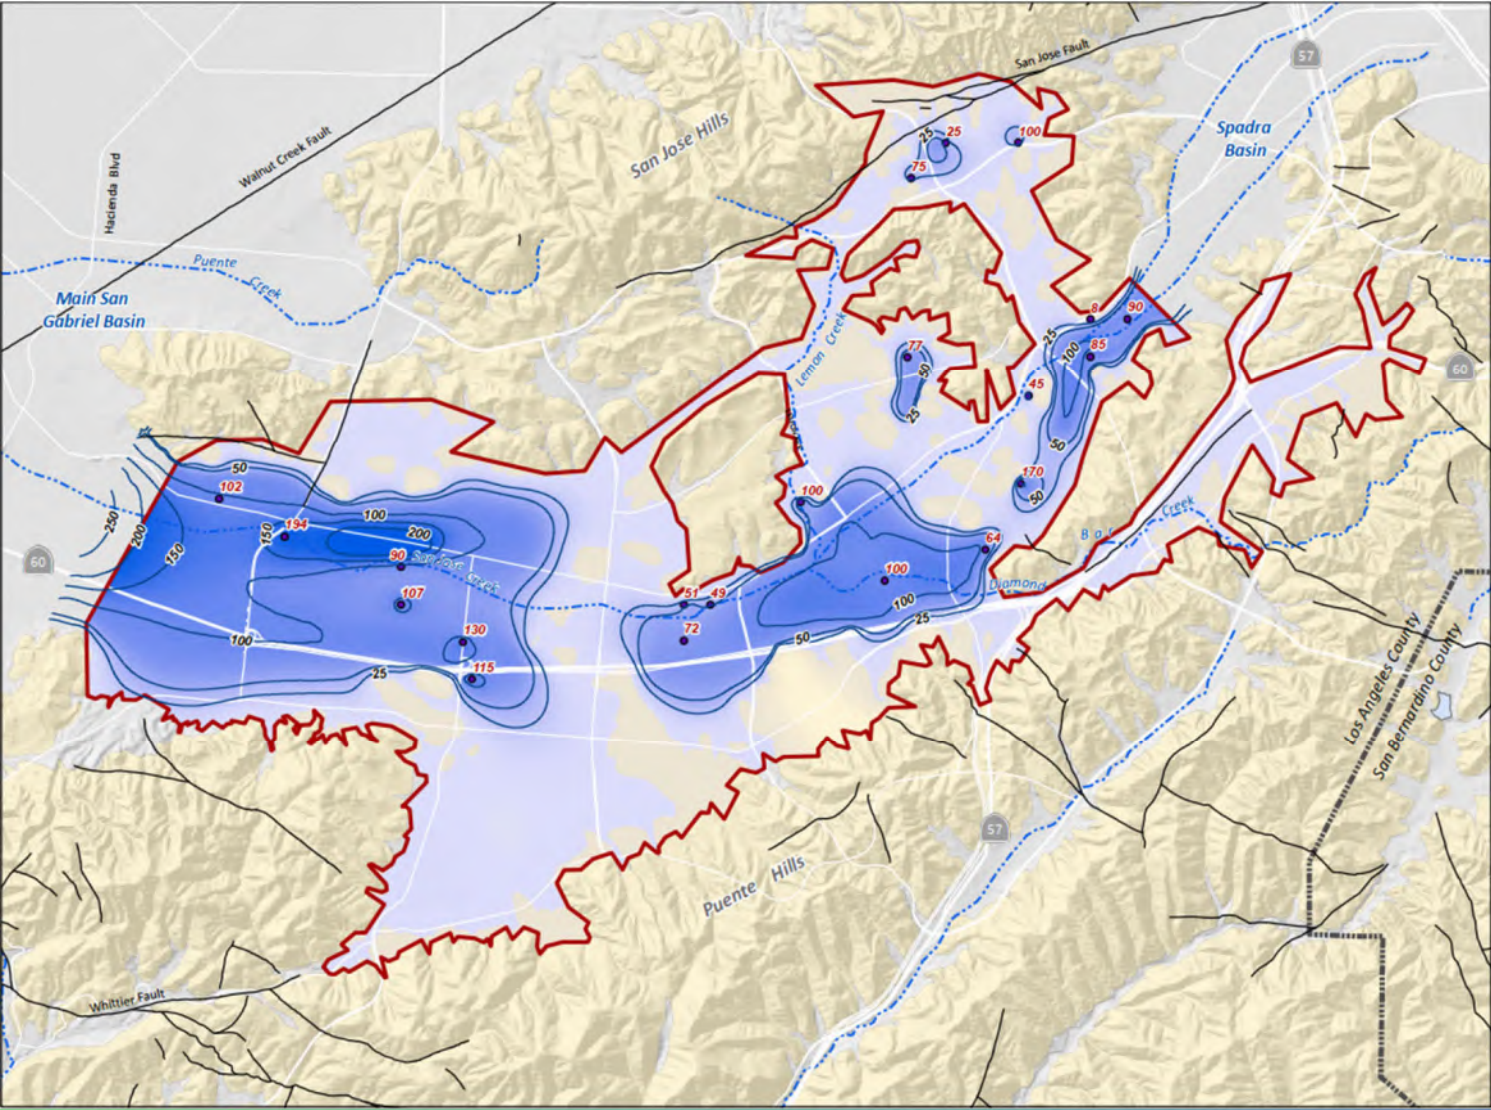 57
San Jose Fault
Spadra
Basin
San Jose Hills
Walnut Creek Fault
Hacienda Blvd
25
25
100
75
Puente
Creek
Main San
Gabriel Basin
Lemon Creek
8
90
25
100
85
77
50
25
45
60
50
170
50
50
102
100
250
200
150
150
194
200
90
San Jose Creek
107
100
130
115
25
100
64
100
100
51
49
72
50
25
Diamond
Bar
Creek
60
Los Angeles County
San Bernardino County
57
Puente Hills
Whittier Fault